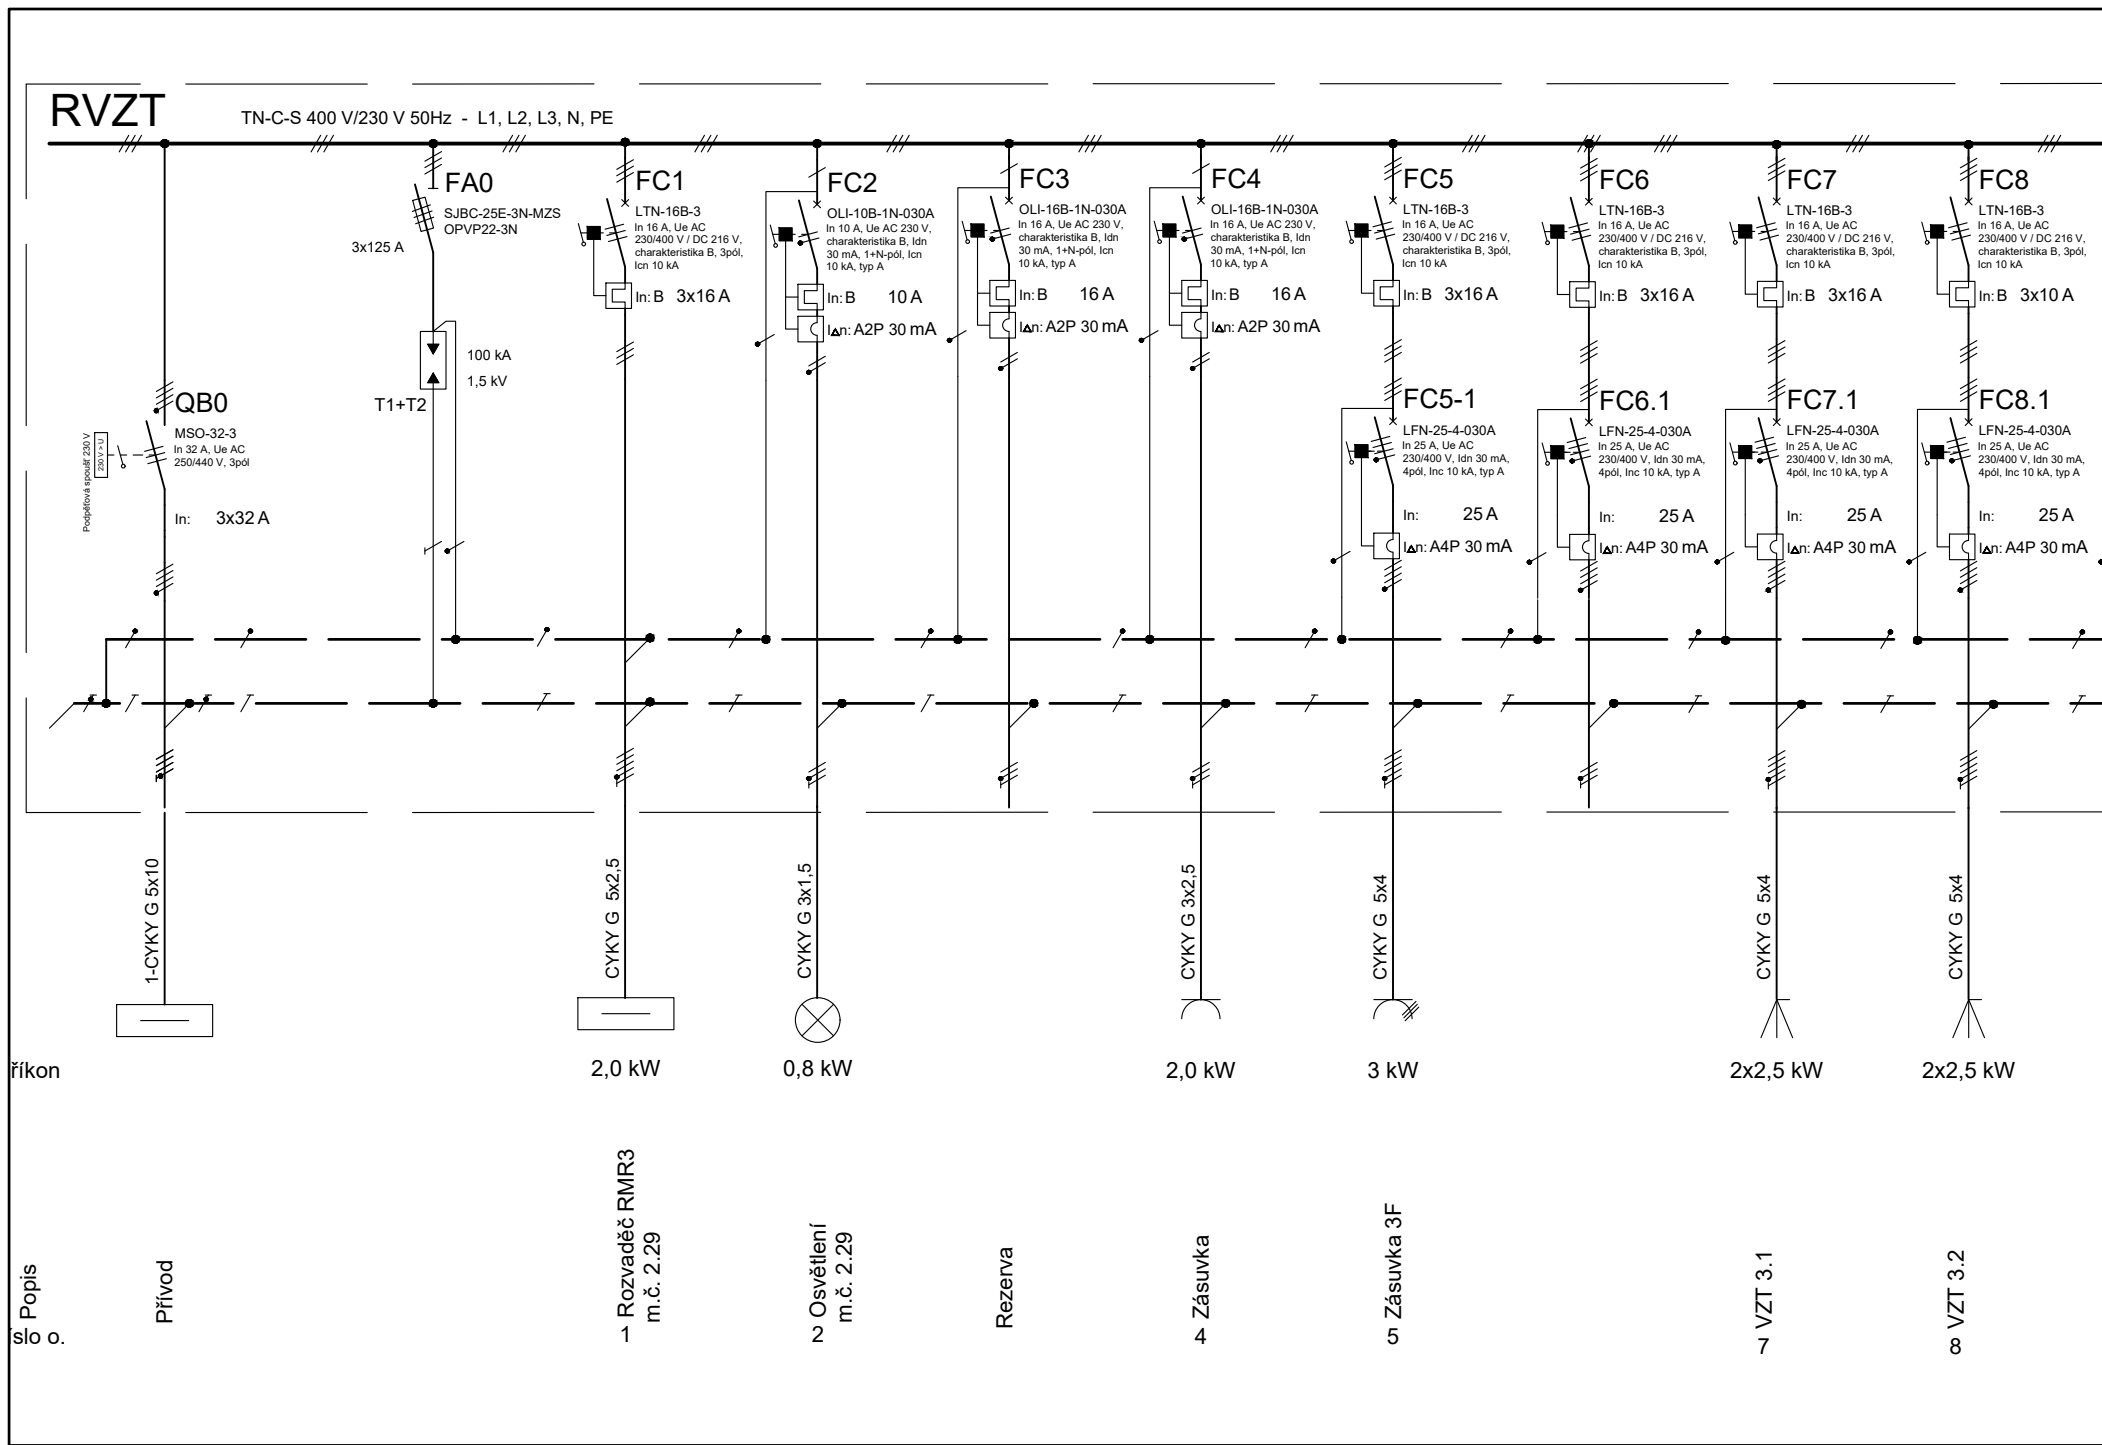 RVZT
TN-C-S 400 V/230 V 50Hz - L1, L2, L3, N, PE
QB0
MSO-32-3
In 32 A, Ue AC
250/440 V, 3pól
Podpěťová spoušť 230 V
230 V > U
In: 3x32 A
FA0
SJBC-25E-3N-MZS
OPVP22-3N
3x125 A
100 kA
1,5 kV
T1+T2
FC1
LTN-16B-3
In 16 A, Ue AC
230/400 V / DC 216 V,
charakteristika B, 3pól,
Icn 10 kA
In: B 3x16 A
FC2
OLI-10B-1N-030A
In 10 A, Ue AC 230 V,
charakteristika B, Idn
30 mA, 1+N-pól, Icn
10 kA, typ A
In: B 10 A
I∆n: A2P 30 mA
FC3
OLI-16B-1N-030A
In 16 A, Ue AC 230 V,
charakteristika B, Idn
30 mA, 1+N-pól, Icn
10 kA, typ A
In: B 16 A
I∆n: A2P 30 mA
FC4
OLI-16B-1N-030A
In 16 A, Ue AC 230 V,
charakteristika B, Idn
30 mA, 1+N-pól, Icn
10 kA, typ A
In: B 16 A
I∆n: A2P 30 mA
FC5
LTN-16B-3
In 16 A, Ue AC
230/400 V / DC 216 V,
charakteristika B, 3pól,
Icn 10 kA
In: B 3x16 A
FC5-1
LFN-25-4-030A
In 25 A, Ue AC
230/400 V, Idn 30 mA,
4pól, Inc 10 kA, typ A
In: 25 A
I∆n: A4P 30 mA
FC6
LTN-16B-3
In 16 A, Ue AC
230/400 V / DC 216 V,
charakteristika B, 3pól,
Icn 10 kA
In: B 3x16 A
FC6.1
LFN-25-4-030A
In 25 A, Ue AC
230/400 V, Idn 30 mA,
4pól, Inc 10 kA, typ A
In: 25 A
I∆n: A4P 30 mA
FC7
LTN-16B-3
In 16 A, Ue AC
230/400 V / DC 216 V,
charakteristika B, 3pól,
Icn 10 kA
In: B 3x16 A
FC7.1
LFN-25-4-030A
In 25 A, Ue AC
230/400 V, Idn 30 mA,
4pól, Inc 10 kA, typ A
In: 25 A
I∆n: A4P 30 mA
FC8
LTN-16B-3
In 16 A, Ue AC
230/400 V / DC 216 V,
charakteristika B, 3pól,
Icn 10 kA
In: B 3x10 A
FC8.1
LFN-25-4-030A
In 25 A, Ue AC
230/400 V, Idn 30 mA,
4pól, Inc 10 kA, typ A
In: 25 A
I∆n: A4P 30 mA
1-CYKY G 5x10
CYKY G 5x2,5
CYKY G 3x1,5
CYKY G 3x2,5
CYKY G 5x4
CYKY G 5x4
CYKY G 5x4
říkon
2,0 kW
0,8 kW
2,0 kW
3 kW
2x2,5 kW
2x2,5 kW
Popis
Přívod
Rozvaděč RMR3
m.č. 2.29
Osvětlení
m.č. 2.29
Rezerva
Zásuvka
Zásuvka 3F
VZT 3.1
VZT 3.2
íslo o.
1
2
4
5
7
8